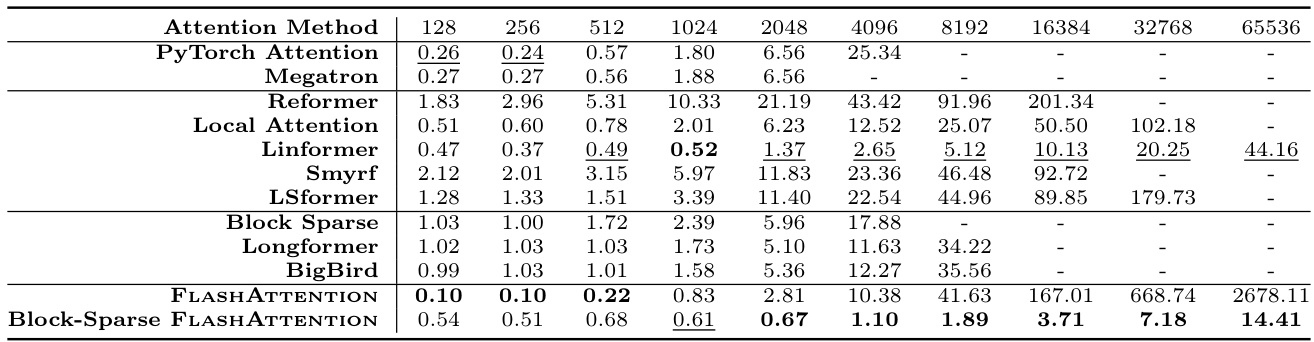 Attention Method 128 256 512 1024 2048 4096 8192 16384 32768 65536
PyTorch Attention 0.26 0.24 0.57 1.80 6.56 25.34 - - - -
Megatron 0.27 0.27 0.56 1.88 6.56 - - - - -
Reformer 1.83 2.96 5.31 10.33 21.19 43.42 91.96 201.34 - -
Local Attention 0.51 0.60 0.78 2.01 6.23 12.52 25.07 50.50 102.18 -
Linformer 0.47 0.37 0.49 0.52 1.37 2.65 5.12 10.13 20.25 44.16
Smyrf 2.12 2.01 3.15 5.97 11.83 23.36 46.48 92.72 - -
LSformer 1.28 1.33 1.51 3.39 11.40 22.54 44.96 89.85 179.73 -
Block Sparse 1.03 1.00 1.72 2.39 5.96 17.88 - - - -
Longformer 1.02 1.03 1.03 1.73 5.10 11.63 34.22 - - -
BigBird 0.99 1.03 1.01 1.58 5.36 12.27 35.56 - - -
FlashAttention 0.10 0.10 0.22 0.83 2.81 10.38 41.63 167.01 668.74 2678.11
Block-Sparse FlashAttention 0.54 0.51 0.68 0.61 0.67 1.10 1.89 3.71 7.18 14.41